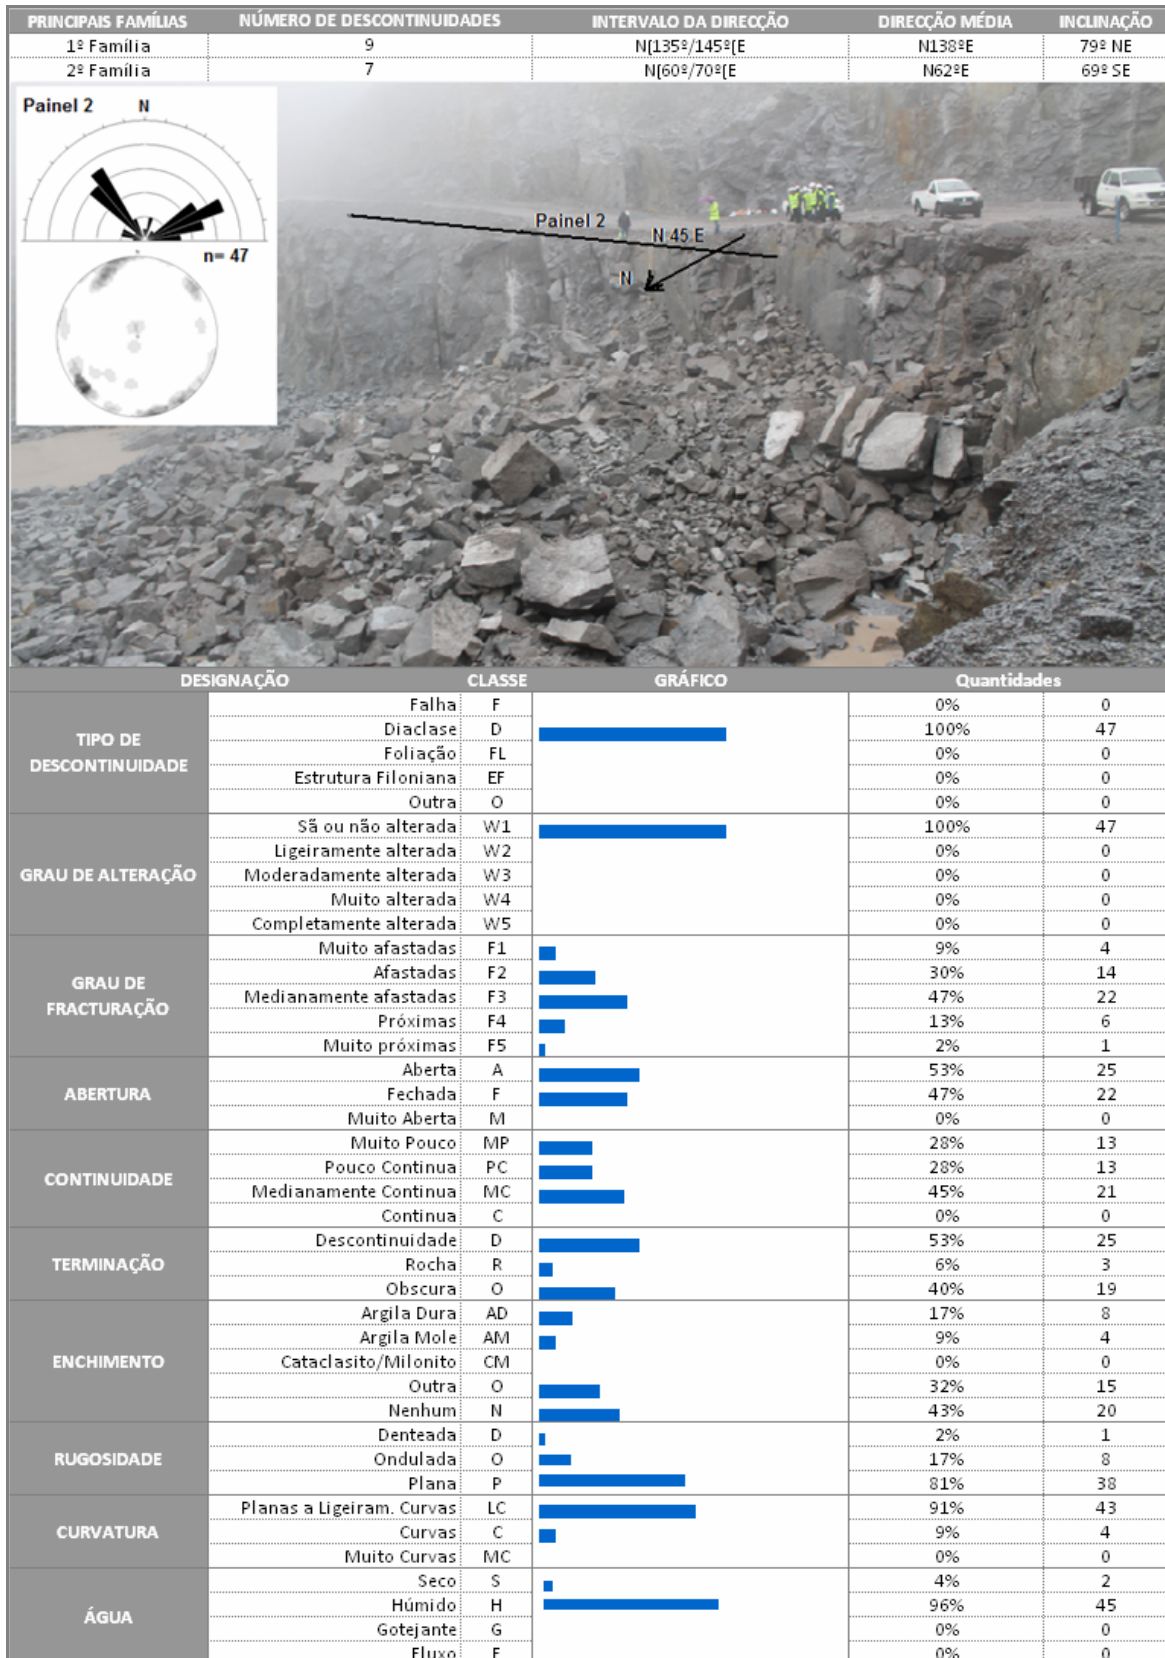 PRINCIPAIS FAMÍLIAS NÚMERO DE DESCONTINUIDADES INTERVALO DA DIRECÇÃO DIRECÇÃO MÉDIA INCLINAÇÃO
1ª Família 9 N[135º/145º[E N138ºE 79º NE
2ª Família 7 N[60º/70º[E N62ºE 69º SE
Painel 2 N
n= 47
Painel 2
N 45 E
N
DESIGNAÇÃO CLASSE GRÁFICO Quantidades
TIPO DE DESCONTINUIDADE
Falha F 0% 0
Diaclase D 100% 47
Foliação FL 0% 0
Estrutura Filoniana EF 0% 0
Outra O 0% 0
GRAU DE ALTERAÇÃO
Sã ou não alterada W1 100% 47
Ligeiramente alterada W2 0% 0
Moderadamente alterada W3 0% 0
Muito alterada W4 0% 0
Completamente alterada W5 0% 0
GRAU DE FRACTURAÇÃO
Muito afastadas F1 9% 4
Afastadas F2 30% 14
Medianamente afastadas F3 47% 22
Próximas F4 13% 6
Muito próximas F5 2% 1
ABERTURA
Aberta A 53% 25
Fechada F 47% 22
Muito Aberta M 0% 0
CONTINUIDADE
Muito Pouco MP 28% 13
Pouco Continua PC 28% 13
Medianamente Continua MC 45% 21
Continua C 0% 0
TERMINAÇÃO
Descontinuidade D 53% 25
Rocha R 6% 3
Obscura O 40% 19
ENCHIMENTO
Argila Dura AD 17% 8
Argila Mole AM 9% 4
Cataclasito/Milonito CM 0% 0
Outra O 32% 15
Nenhum N 43% 20
RUGOSIDADE
Denteada D 2% 1
Ondulada O 17% 8
Plana P 81% 38
CURVATURA
Planas a Ligeiram. Curvas LC 91% 43
Curvas C 9% 4
Muito Curvas MC 0% 0
ÁGUA
Seco S 4% 2
Húmido H 96% 45
Gotejante G 0% 0
Fluxo F 0% 0